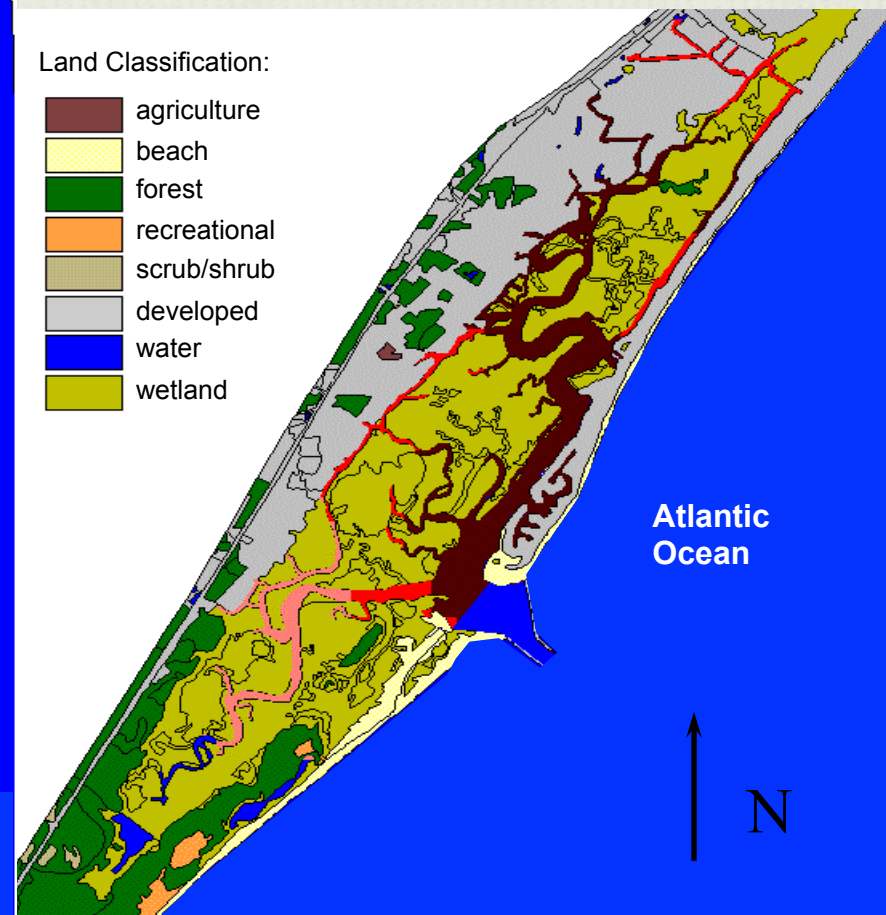 Land Classification:
agriculture
beach
forest
recreational
scrub/shrub
developed
water
wetland
Atlantic
Ocean
N